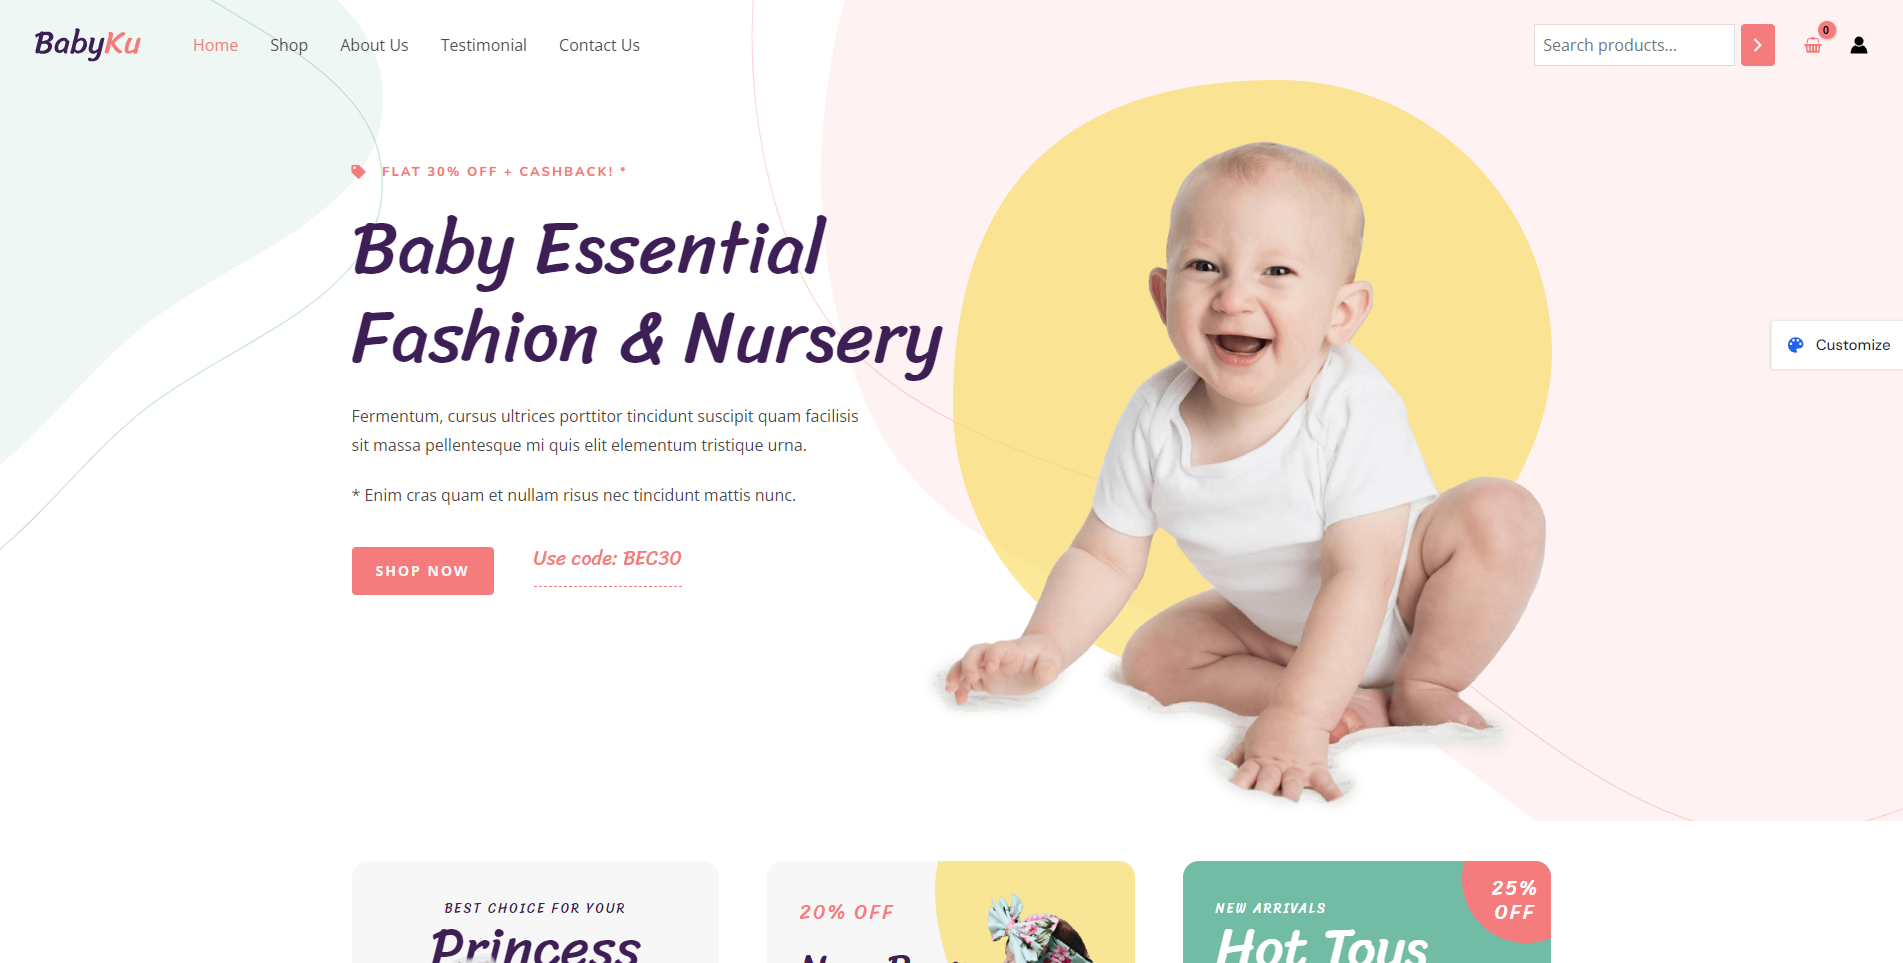 BabyKu
Home Shop About Us Testimonial Contact Us
Search products...
0
FLAT 30% OFF + CASHBACK! *
Baby Essential
Fashion & Nursery
Customize
Fermentum, cursus ultrices porttitor tincidunt suscipit quam facilisis
sit massa pellentesque mi quis elit elementum tristique urna.
* Enim cras quam et nullam risus nec tincidunt mattis nunc.
SHOP NOW
Use code: BEC30
BEST CHOICE FOR YOUR
Princess
20% OFF
NEW ARRIVALS
Hot Toys
25%
OFF